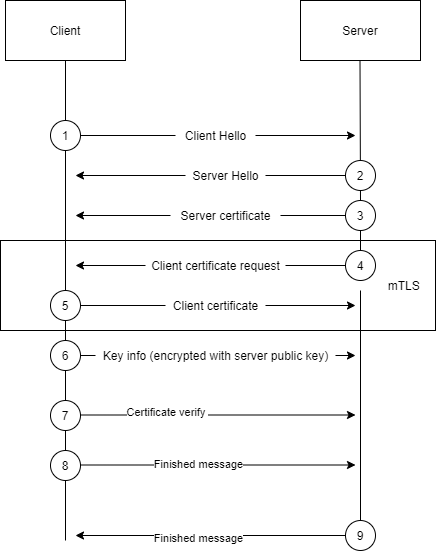 Client
Server
1
Client Hello
Server Hello
2
Server certificate
3
Client certificate request
4
mTLS
5
Client certificate
6
Key info (encrypted with server public key)
7
Certificate verify
8
Finished message
Finished message
9